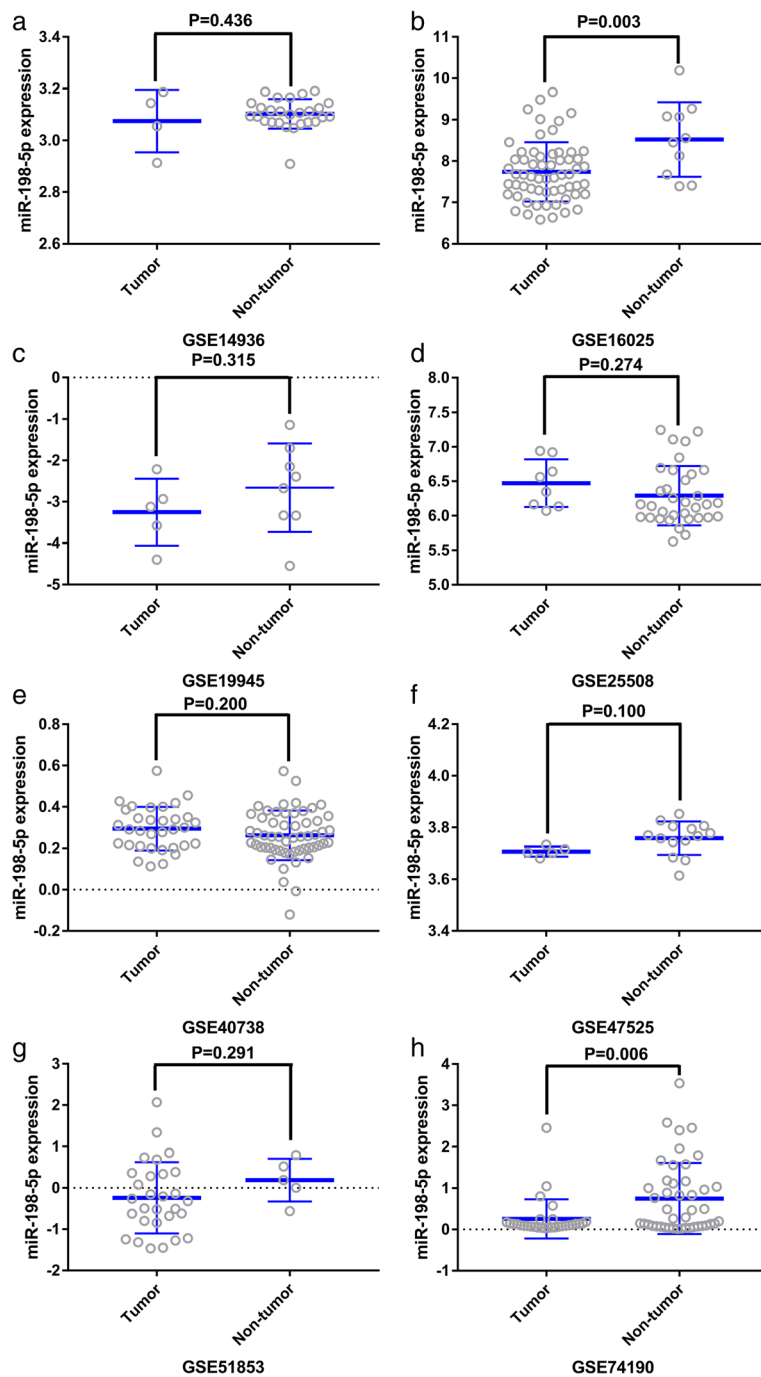 a
P=0.436
miR-198-5p expression
3.4
3.2
3.0
2.8
2.6
Tumor
Non-tumor
GSE14936
b
P=0.003
miR-198-5p expression
11
10
9
8
7
6
Tumor
Non-tumor
GSE16025
c
P=0.315
miR-198-5p expression
0
-1
-2
-3
-4
-5
Tumor
Non-tumor
GSE19945
d
P=0.274
miR-198-5p expression
8.0
7.5
7.0
6.5
6.0
5.5
5.0
Tumor
Non-tumor
GSE25508
e
P=0.200
miR-198-5p expression
0.8
0.6
0.4
0.2
0.0
-0.2
Tumor
Non-tumor
GSE40738
f
P=0.100
miR-198-5p expression
4.2
4.0
3.8
3.6
3.4
Tumor
Non-tumor
GSE47525
g
P=0.291
miR-198-5p expression
3
2
1
0
-1
-2
Tumor
Non-tumor
GSE51853
h
P=0.006
miR-198-5p expression
4
3
2
1
0
-1
Tumor
Non-tumor
GSE74190